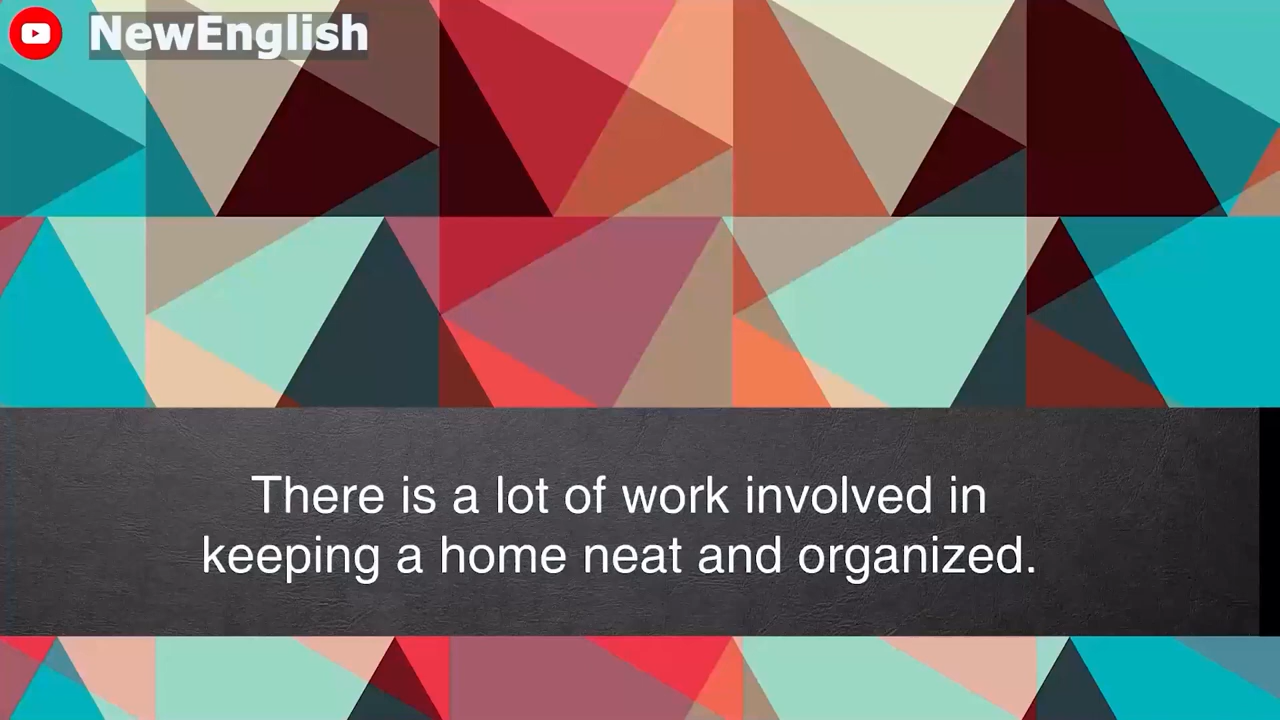 NewEnglish
There is a lot of work involved in
keeping a home neat and organized.